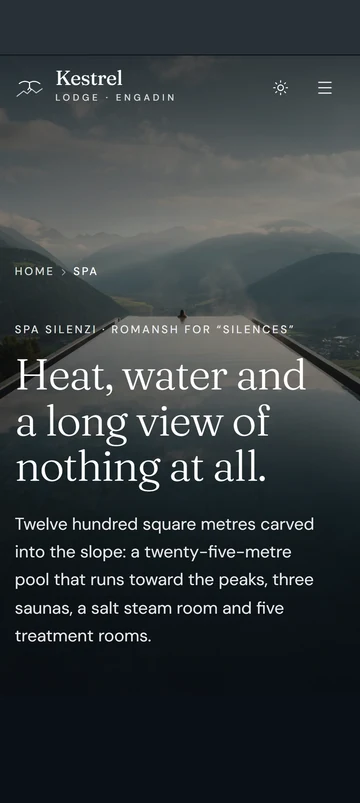 Kestrel
LODGE · ENGADIN
HOME > SPA
SPA SILENZI · ROMANSH FOR “SILENCES”
Heat, water and
a long view of
nothing at all.
Twelve hundred square metres carved
into the slope: a twenty-five-metre
pool that runs toward the peaks, three
saunas, a salt steam room and five
treatment rooms.